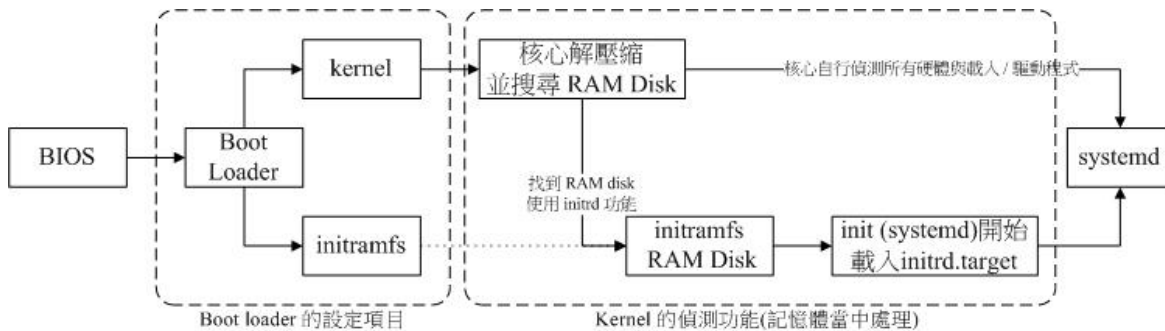 BIOS
Boot
Loader
kernel
initramfs
Boot loader 的設定項目
核心解壓縮
並搜尋 RAM Disk
核心自行偵測所有硬體與載入 / 驅動程式
找到 RAM disk
使用 initrd 功能
initramfs
RAM Disk
init (systemd)開始
載入initrd.target
Kernel 的偵測功能(記憶體當中處理)
systemd